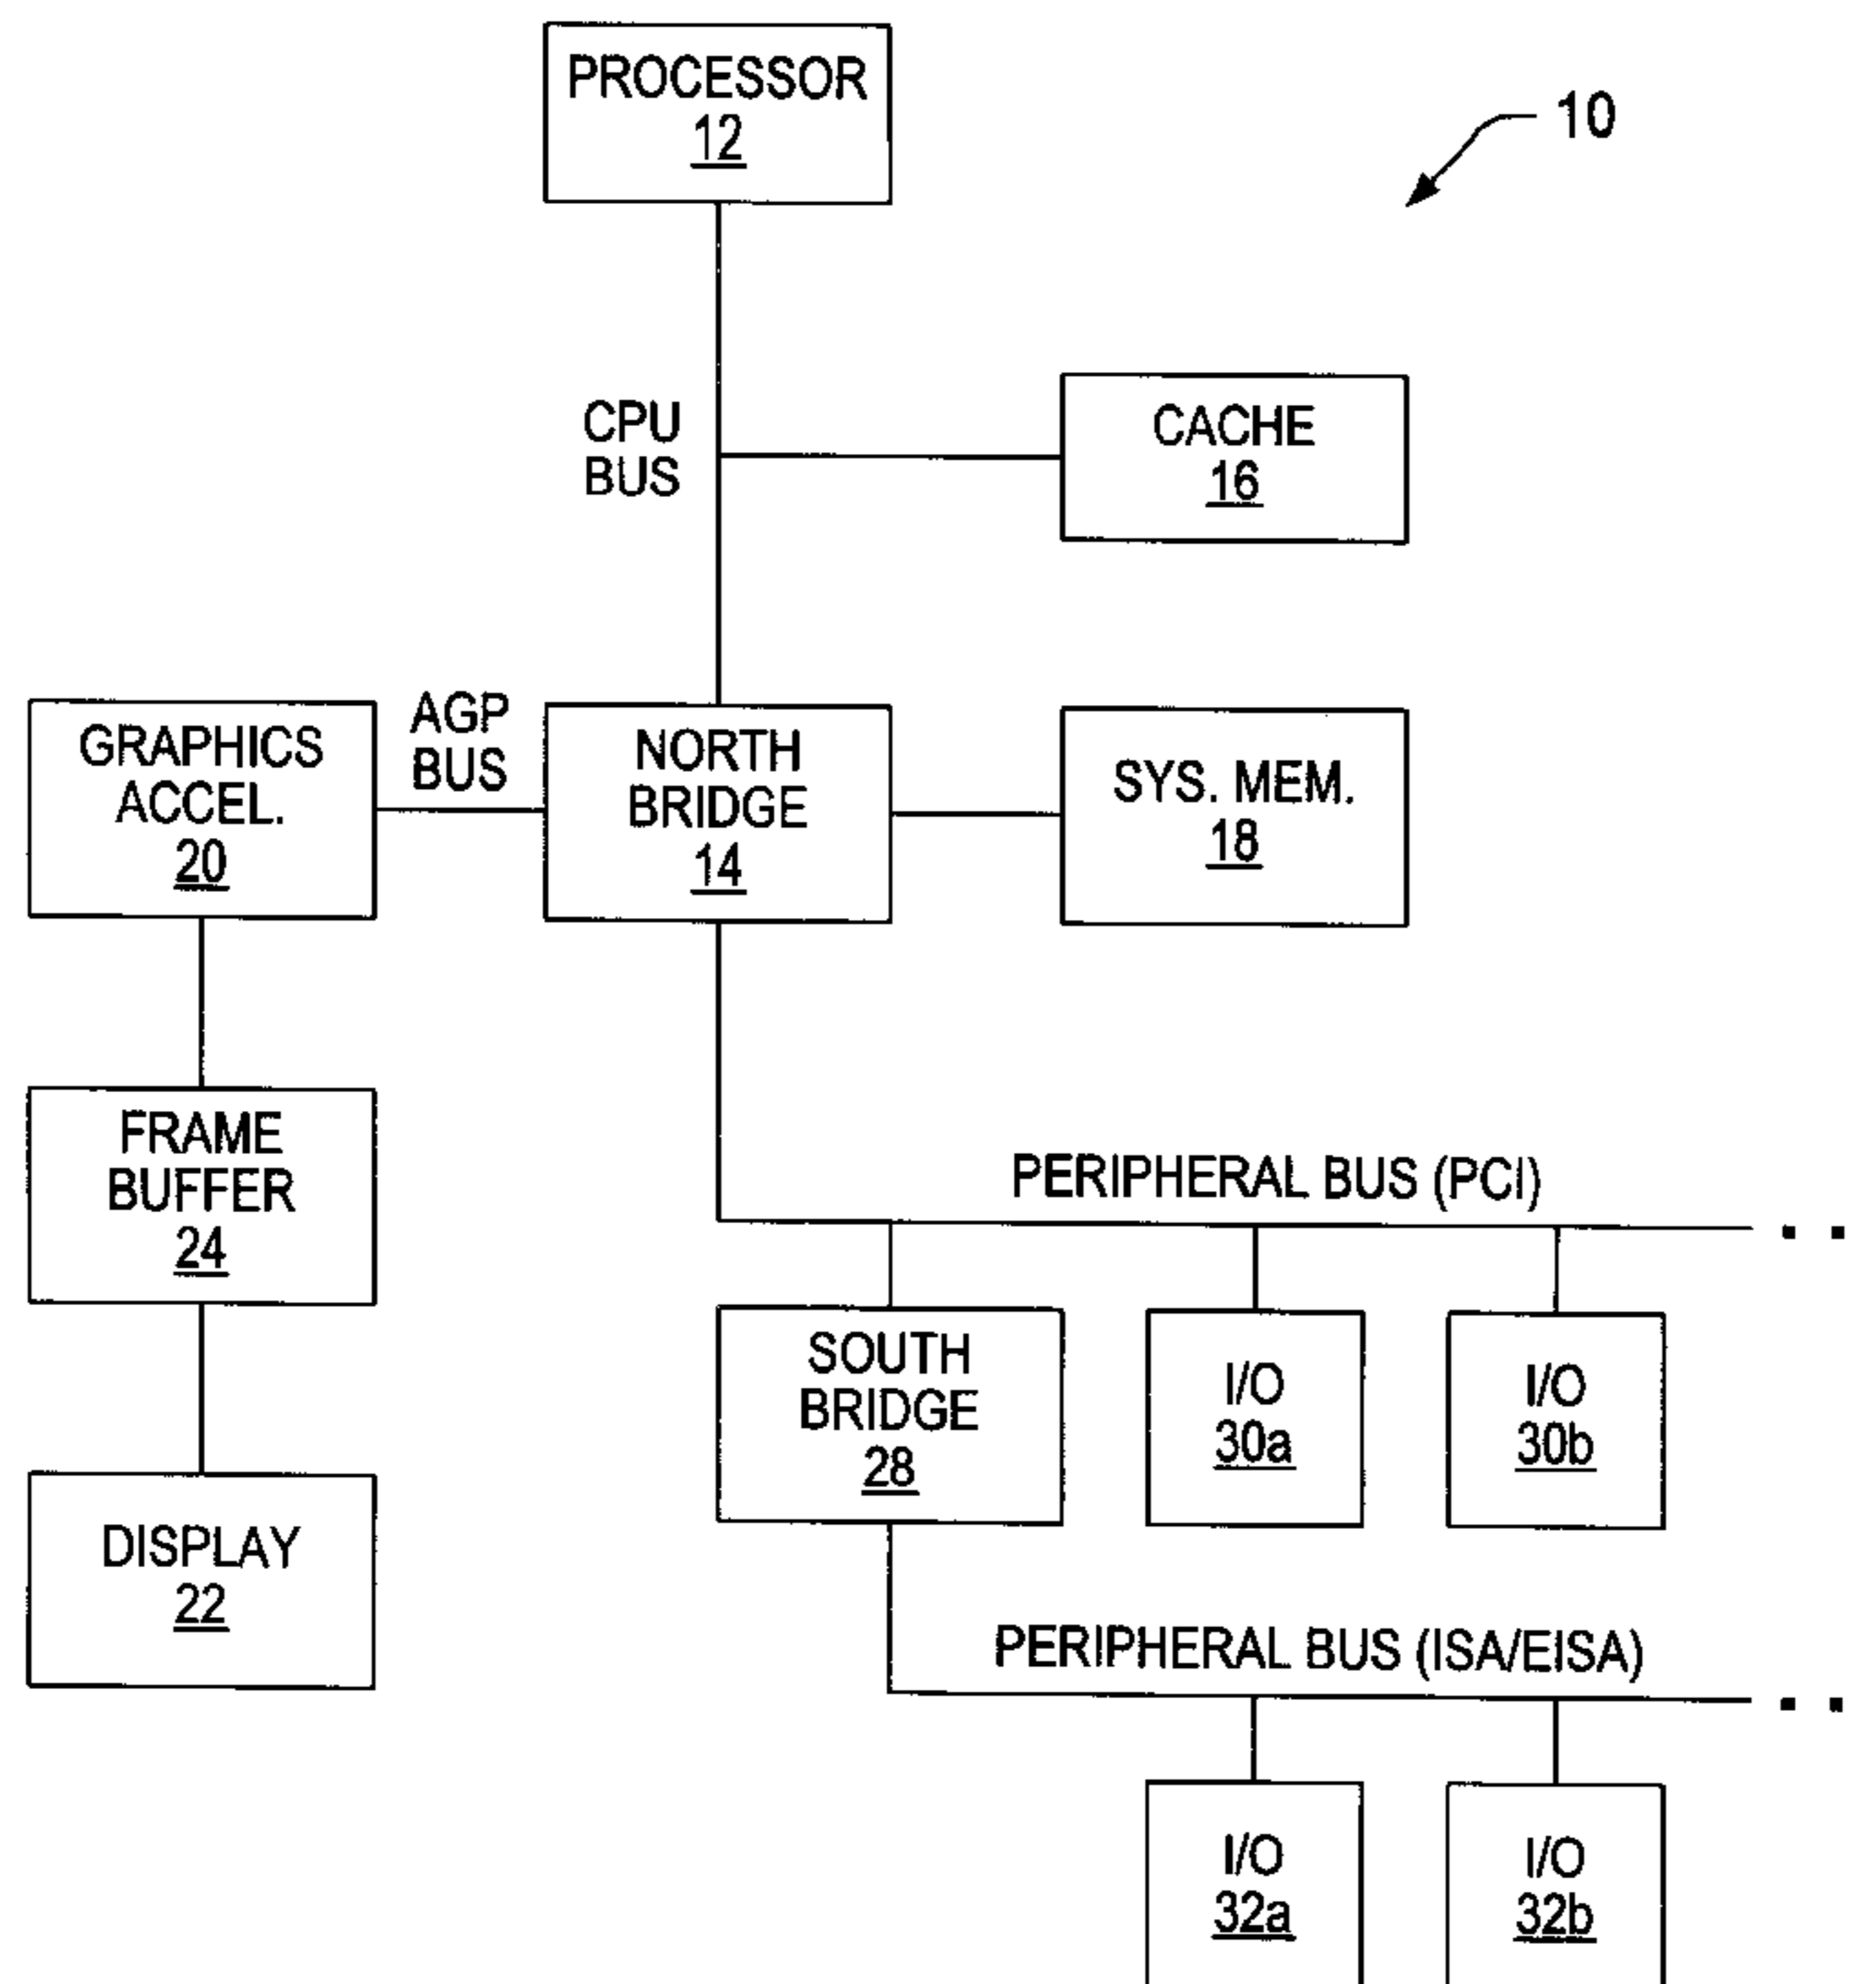 PROCESSOR
12
10
CPU
BUS
CACHE
16
GRAPHICS
ACCEL.
20
AGP
BUS
NORTH
BRIDGE
14
SYS. MEM.
18
FRAME
BUFFER
24
PERIPHERAL BUS (PCI)
SOUTH
BRIDGE
28
I/O
30a
I/O
30b
DISPLAY
22
PERIPHERAL BUS (ISA/EISA)
I/O
32a
I/O
32b